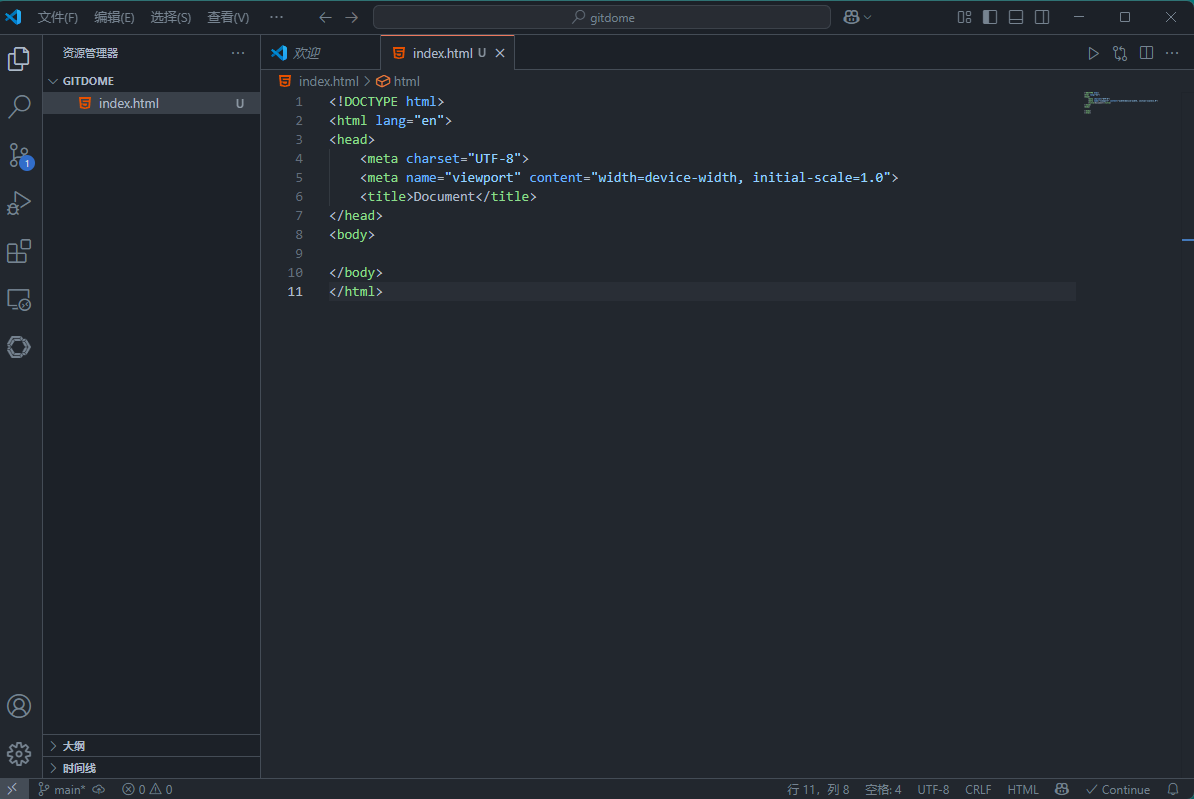 文件(F) 编辑(E) 选择(S) 查看(V) ··· gitdome
资源管理器 ···
欢迎 index.html U
GITDOME
index.html U
index.html > html
1 <!DOCTYPE html>
2 <html lang="en">
3 <head>
4     <meta charset="UTF-8">
5     <meta name="viewport" content="width=device-width, initial-scale=1.0">
6     <title>Document</title>
7 </head>
8 <body>
9
10 </body>
11 </html>
1
大纲
时间线
main* 0 0 行 11，列 8 空格: 4 UTF-8 CRLF HTML Continue